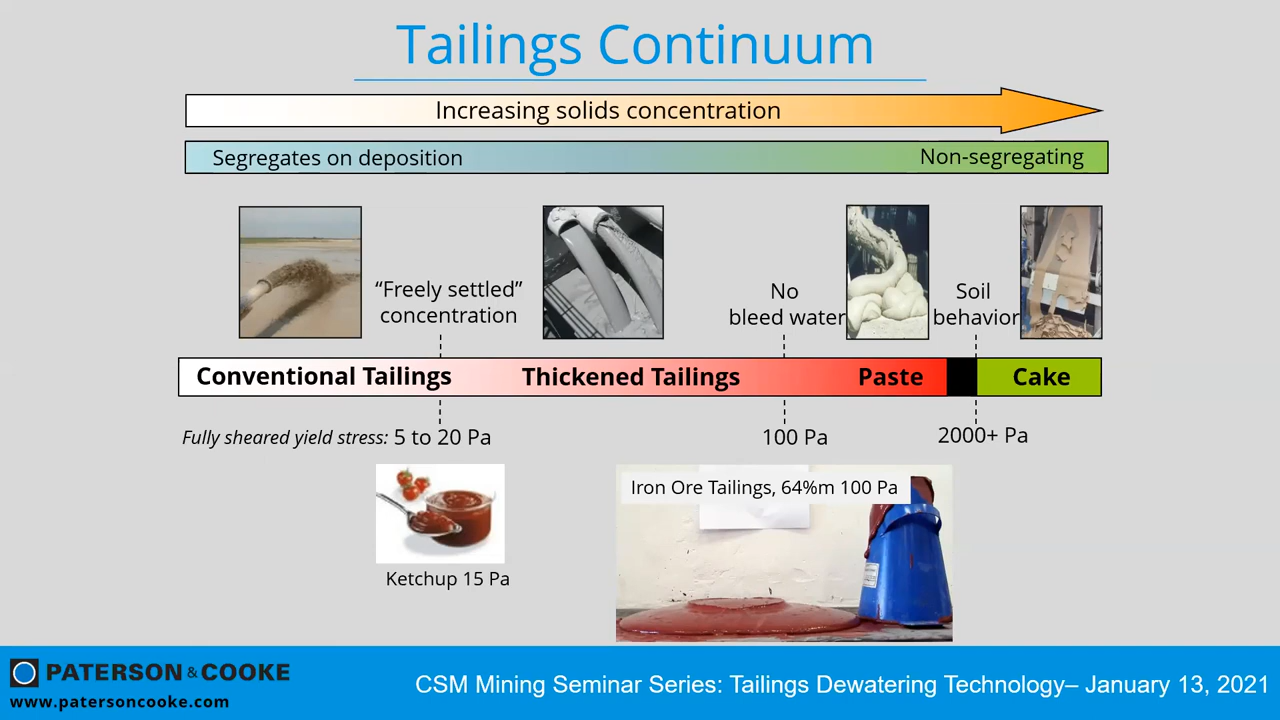 Tailings Continuum
Increasing solids concentration
Segregates on deposition
Non-segregating
“Freely settled”
concentration
No
bleed water
Soil
behavior
Conventional Tailings
Thickened Tailings
Paste
Cake
Fully sheared yield stress: 5 to 20 Pa
100 Pa
2000+ Pa
Iron Ore Tailings, 64%m 100 Pa
Ketchup 15 Pa
PATERSON & COOKE
www.patersoncooke.com
CSM Mining Seminar Series: Tailings Dewatering Technology– January 13, 2021